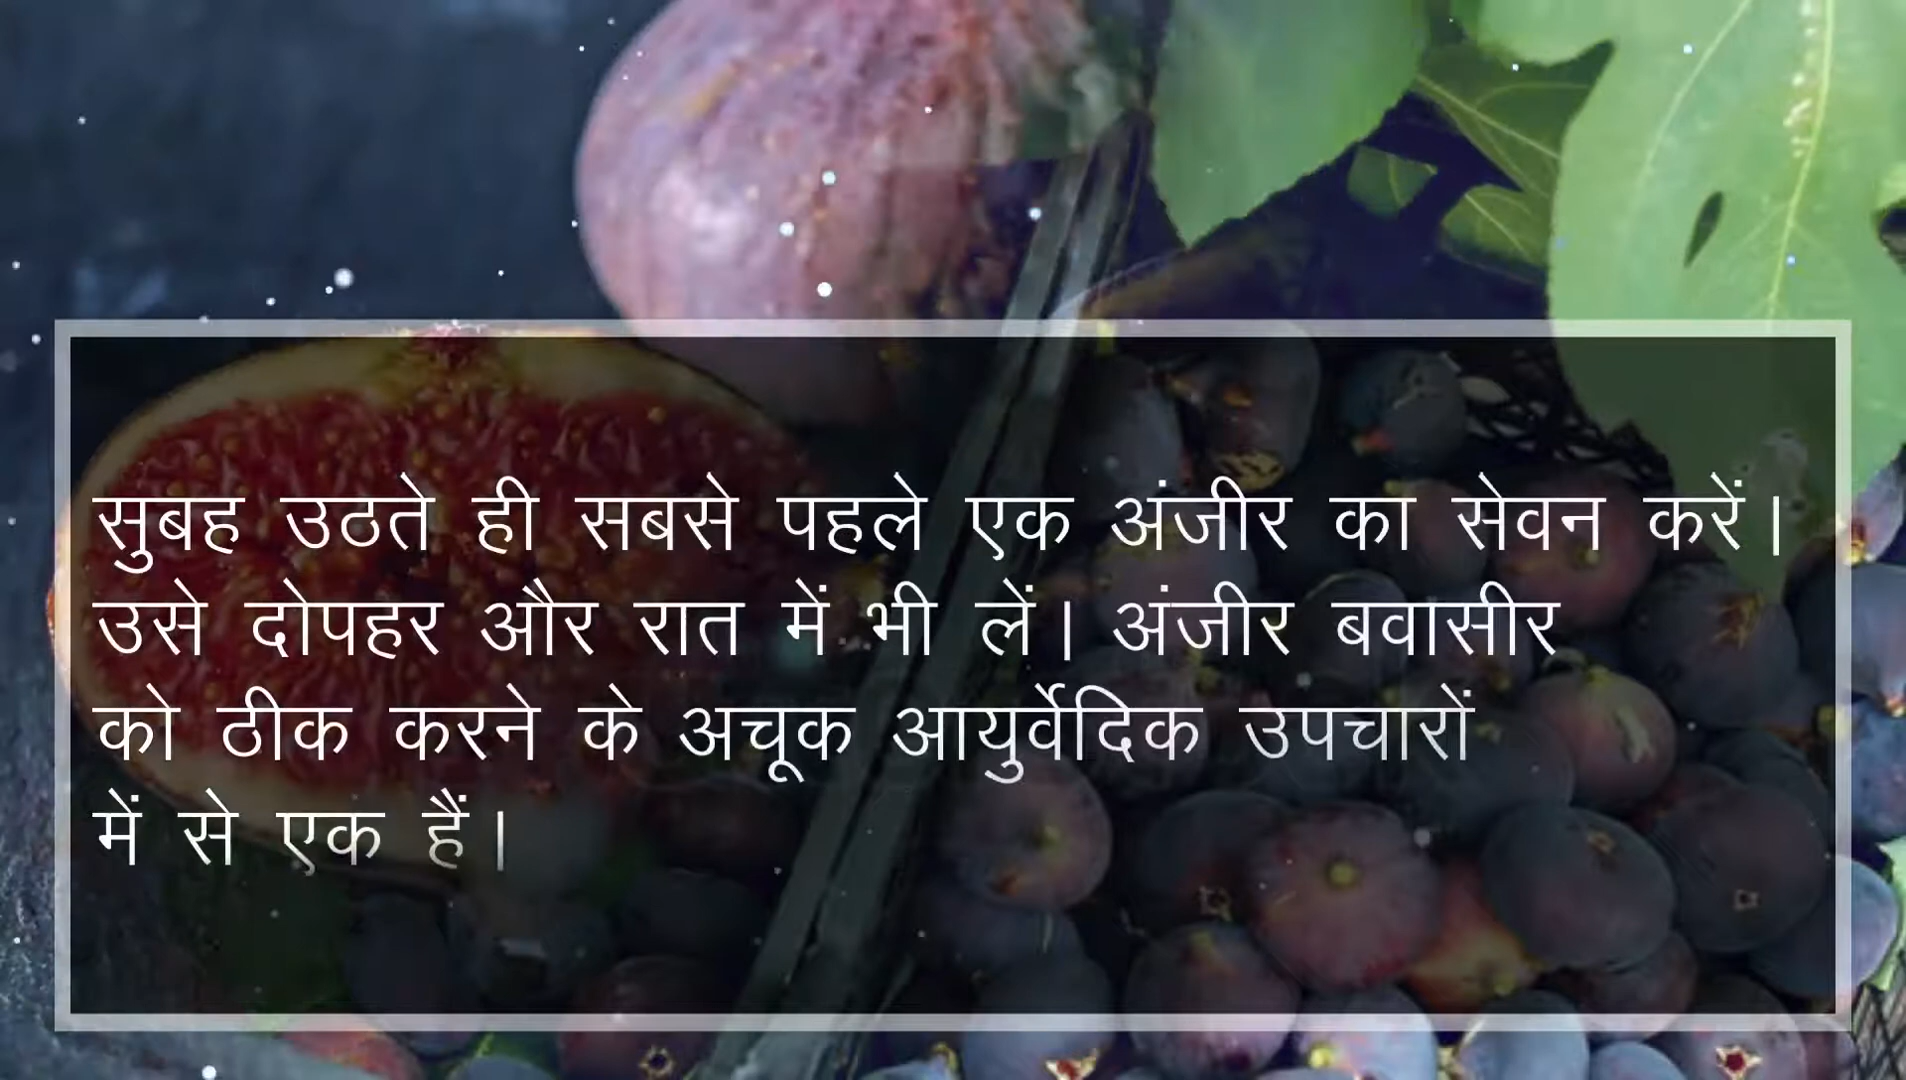 सुबह उठते ही सबसे पहले एक अंजीर का सेवन करें।
उसे दोपहर और रात में भी लें। अंजीर बवासीर
को ठीक करने के अचूक आयुर्वेदिक उपचारों
में से एक हैं।